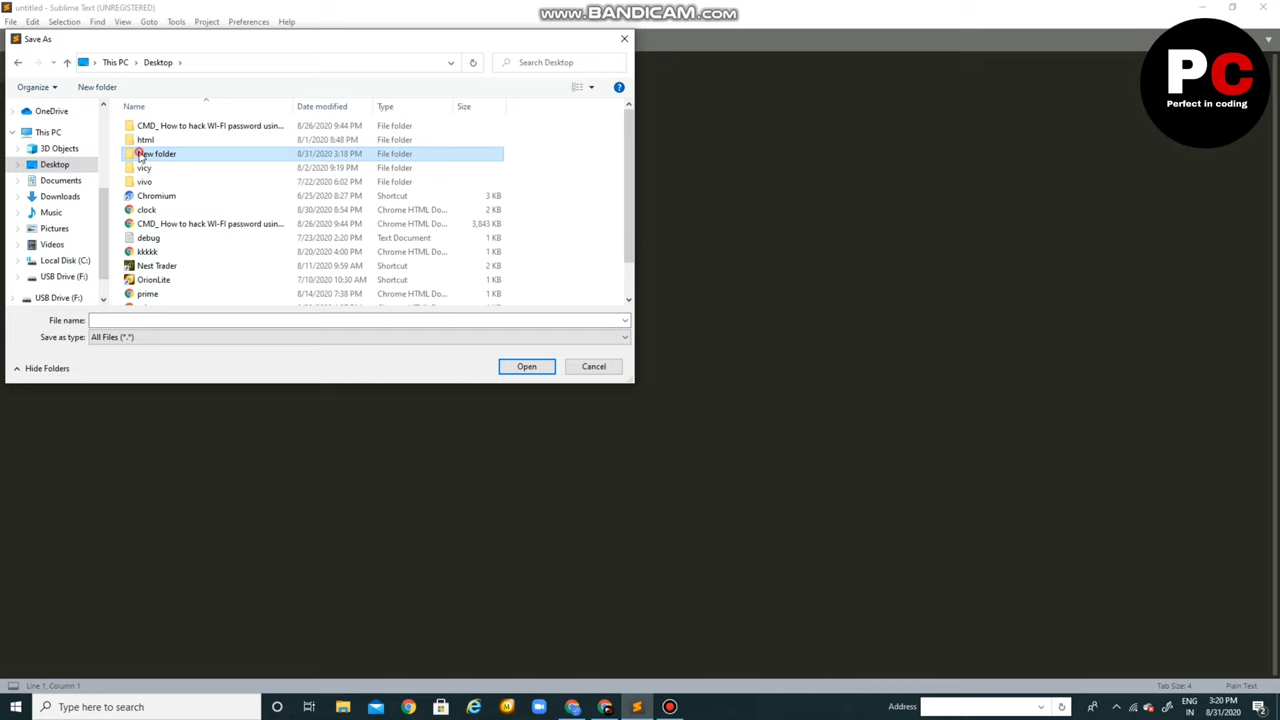 untitled - Sublime Text (UNREGISTERED)
www.BANDICAM.com
File Edit Selection Find View Goto Tools Project Preferences Help
Save As
This PC Desktop
Search Desktop
Organize New folder
Name Date modified Type Size
OneDrive
This PC
3D Objects
Desktop
Documents
Downloads
Music
Pictures
Videos
Local Disk (C:)
USB Drive (F:)
USB Drive (F:)
CMD_ How to hack WI-FI password usin... 8/26/2020 9:44 PM File folder
html 8/1/2020 8:48 PM File folder
New folder 8/31/2020 3:18 PM File folder
vicy 8/2/2020 9:19 PM File folder
vivo 7/22/2020 6:02 PM File folder
Chromium 6/25/2020 8:27 PM Shortcut 3 KB
clock 8/30/2020 8:54 PM Chrome HTML Do... 2 KB
CMD_ How to hack WI-FI password usin... 8/26/2020 9:44 PM Chrome HTML Do... 3,843 KB
debug 7/23/2020 2:20 PM Text Document 1 KB
kkkkk 8/20/2020 4:00 PM Chrome HTML Do... 1 KB
Nest Trader 8/11/2020 9:59 AM Shortcut 2 KB
OrionLite 7/10/2020 10:30 AM Shortcut 1 KB
prime 8/14/2020 7:38 PM Chrome HTML Do... 1 KB
File name:
Save as type: All Files (*.*)
Hide Folders
Open Cancel
PC
Perfect in coding
Line 1, Column 1
Tab Size: 4 Plain Text
Type here to search
Address
ENG
IN
3:20 PM
8/31/2020
2